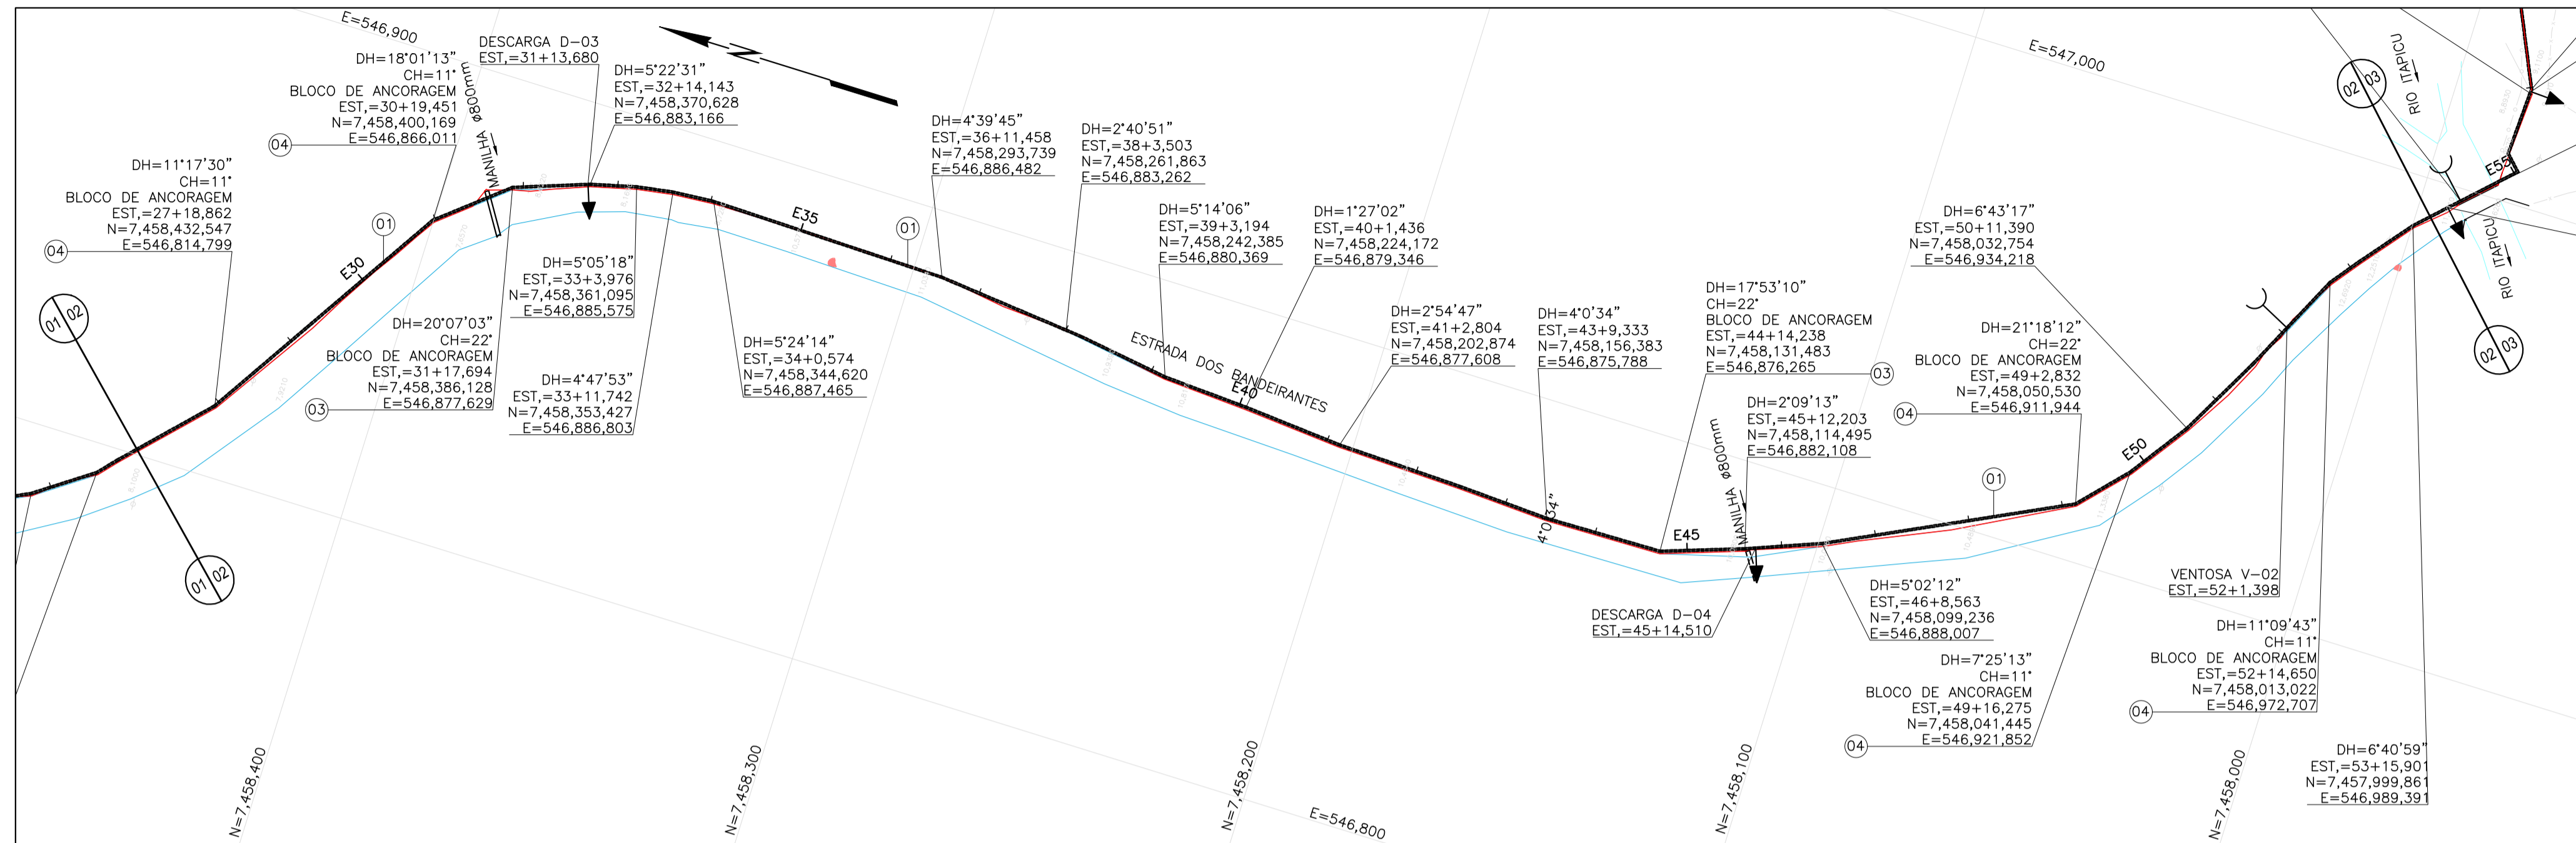 E=546,900
DH=18°01'13"
CH=11°
BLOCO DE ANCORAGEM
EST,=30+19,451
N=7,458,400,169
E=546,866,011
04
MANILHA ø800mm
DESCARGA D-03
EST,=31+13,680
DH=5°22'31"
EST,=32+14,143
N=7,458,370,628
E=546,883,166
N
DH=4°39'45"
EST,=36+11,458
N=7,458,293,739
E=546,886,482
DH=2°40'51"
EST,=38+3,503
N=7,458,261,863
E=546,883,262
DH=5°14'06"
EST,=39+3,194
N=7,458,242,385
E=546,880,369
DH=1°27'02"
EST,=40+1,436
N=7,458,224,172
E=546,879,346
E=547,000
02 03
RIO ITAPICU
DH=11°17'30"
CH=11°
BLOCO DE ANCORAGEM
EST,=27+18,862
N=7,458,432,547
E=546,814,799
04
01
E30
01 02
E35
01
DH=6°43'17"
EST,=50+11,390
N=7,458,032,754
E=546,934,218
E55
RIO ITAPICU
DH=5°05'18"
EST,=33+3,976
N=7,458,361,095
E=546,885,575
DH=20°07'03"
CH=22°
BLOCO DE ANCORAGEM
EST,=31+17,694
N=7,458,386,128
E=546,877,629
03
DH=4°47'53"
EST,=33+11,742
N=7,458,353,427
E=546,886,803
DH=5°24'14"
EST,=34+0,574
N=7,458,344,620
E=546,887,465
ESTRADA DOS BANDEIRANTES
E40
DH=2°54'47"
EST,=41+2,804
N=7,458,202,874
E=546,877,608
DH=4°0'34"
EST,=43+9,333
N=7,458,156,383
E=546,875,788
DH=17°53'10"
CH=22°
BLOCO DE ANCORAGEM
EST,=44+14,238
N=7,458,131,483
E=546,876,265
03
DH=2°09'13"
EST,=45+12,203
N=7,458,114,495
E=546,882,108
MANILHA ø800mm
DH=21°18'12"
CH=22°
BLOCO DE ANCORAGEM
EST,=49+2,832
N=7,458,050,530
E=546,911,944
04
02 03
01
E50
4°0'34"
E45
01 02
DESCARGA D-04
EST,=45+14,510
DH=5°02'12"
EST,=46+8,563
N=7,458,099,236
E=546,888,007
VENTOSA V-02
EST,=52+1,398
DH=7°25'13"
CH=11°
BLOCO DE ANCORAGEM
EST,=49+16,275
N=7,458,041,445
E=546,921,852
04
DH=11°09'43"
CH=11°
BLOCO DE ANCORAGEM
EST,=52+14,650
N=7,458,013,022
E=546,972,707
04
DH=6°40'59"
EST,=53+15,901
N=7,457,999,861
E=546,989,391
N=7,458,400
N=7,458,300
N=7,458,200
E=546,800
N=7,458,100
N=7,458,000